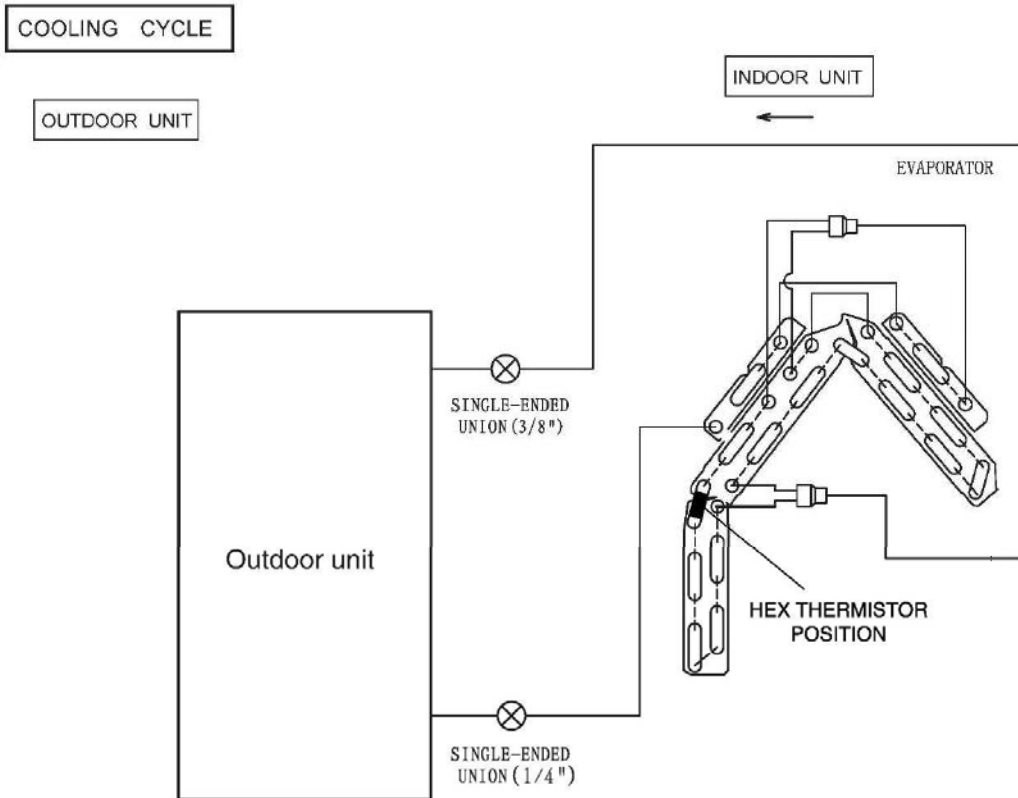 COOLING CYCLE
INDOOR UNIT
OUTDOOR UNIT
EVAPORATOR
SINGLE-ENDED
UNION(3/8")
Outdoor unit
HEX THERMISTOR
POSITION
SINGLE-ENDED
UNION(1/4")